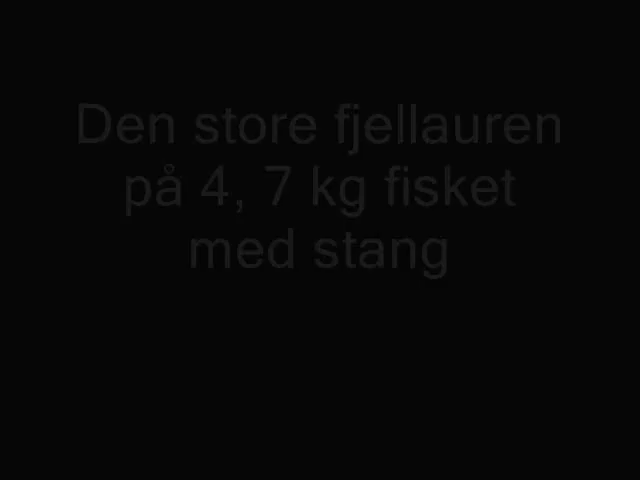 Den store fjellauren
på 4, 7 kg fisket
med stang